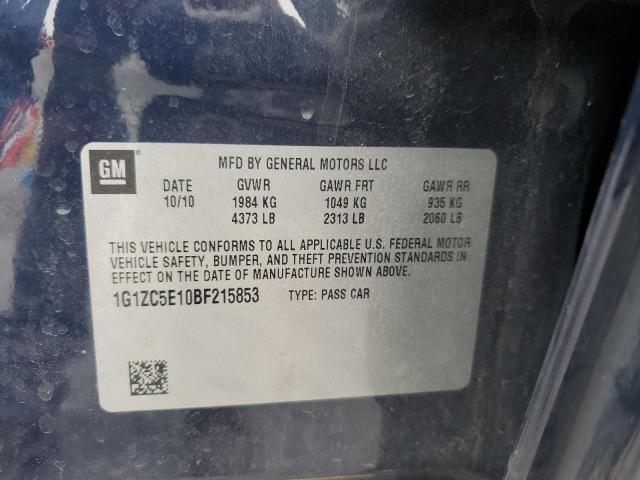 GM
MFD BY GENERAL MOTORS LLC
DATE GVWR GAWR FRT GAWR RR
10/10 1984 KG 1049 KG 935 KG
4373 LB 2313 LB 2060 LB
THIS VEHICLE CONFORMS TO ALL APPLICABLE U.S. FEDERAL MOTOR
VEHICLE SAFETY, BUMPER, AND THEFT PREVENTION STANDARDS IN
EFFECT ON THE DATE OF MANUFACTURE SHOWN ABOVE.
1G1ZC5E10BF215853 TYPE: PASS CAR